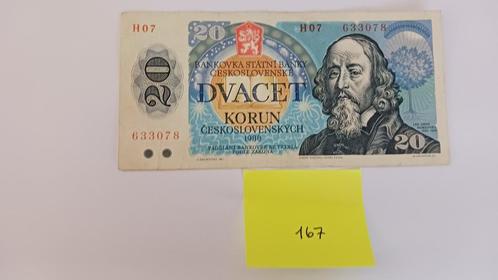 H07
20
H07 633078
BANKOVKA STÁTNÍ BANKY
ČESKOSLOVENSKÉ
20
DVACET
KORUN
ČESKOSLOVENSKÝCH
1988
633078
PADĚLÁNÍ BANKOVEK SE TRESTÁ
PODLE ZÁKONA
20
167